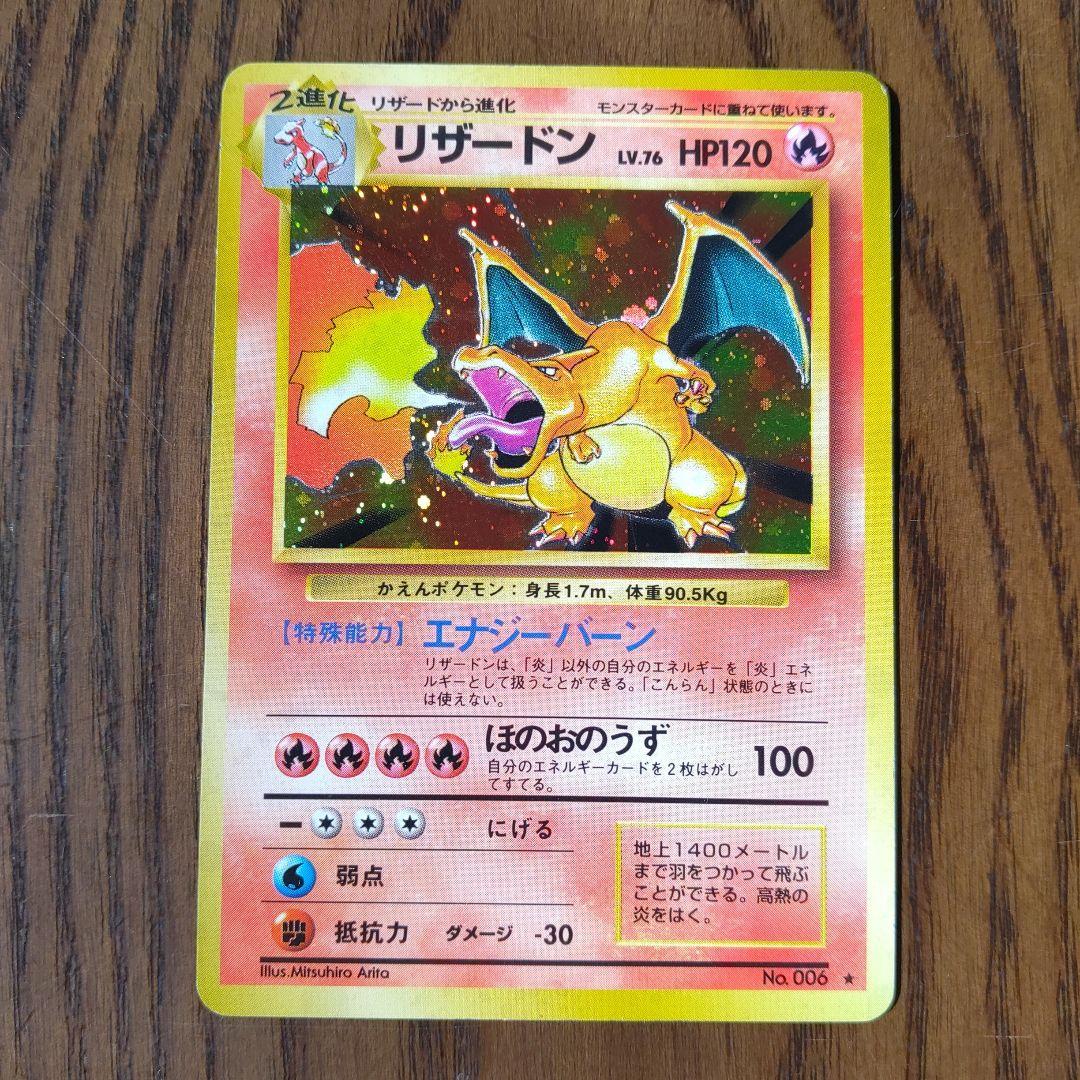 2進化 リザードから進化 モンスターカードに重ねて使います。
リザードン LV.76 HP120
かえんポケモン：身長1.7m、体重90.5Kg
【特殊能力】 エナジーバーン
リザードンは、「炎」以外の自分のエネルギーを「炎」エネ
ルギーとして扱うことができる。「こんらん」状態のときに
は使えない。
ほのおのうず 100
自分のエネルギーカードを2枚はがし
てすてる。
ー にげる
弱点
抵抗力 ダメージ -30
地上1400メートル
まで羽をつかって飛ぶ
ことができる。高熱の
炎をはく。
Illus.Mitsuhiro Arita
No. 006 ★